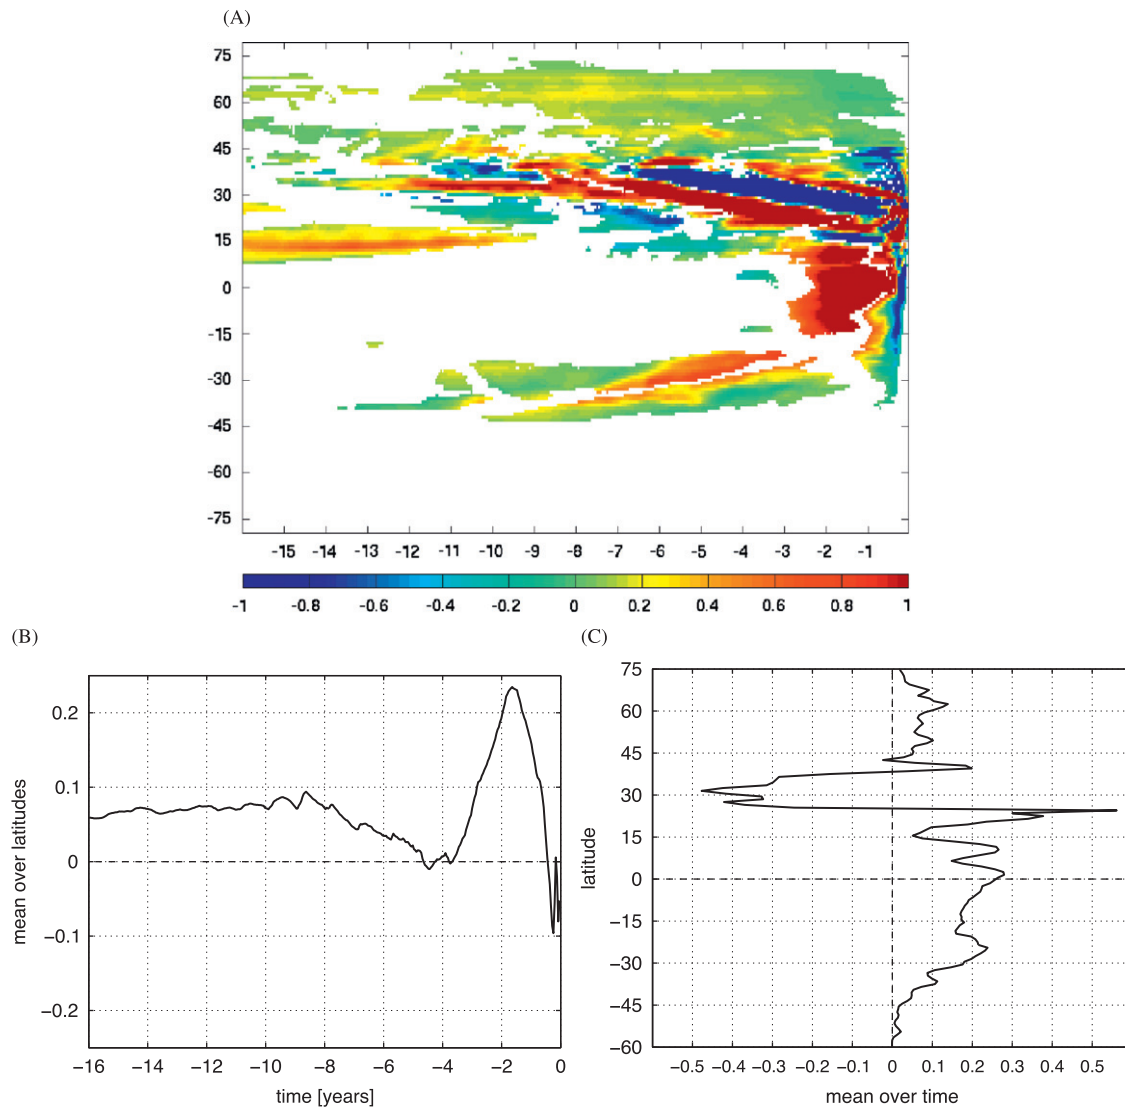 (A)
75
60
45
30
15
0
-15
-30
-45
-60
-75
-15 -14 -13 -12 -11 -10 -9 -8 -7 -6 -5 -4 -3 -2 -1
-1 -0.8 -0.6 -0.4 -0.2 0 0.2 0.4 0.6 0.8 1
(B)
mean over latitudes
0.2
0.1
0
−0.1
−0.2
−16 −14 −12 −10 −8 −6 −4 −2 0
time [years]
(C)
latitude
75
60
45
30
15
0
−15
−30
−45
−60
−0.5 −0.4 −0.3 −0.2 −0.1 0 0.1 0.2 0.3 0.4 0.5
mean over time